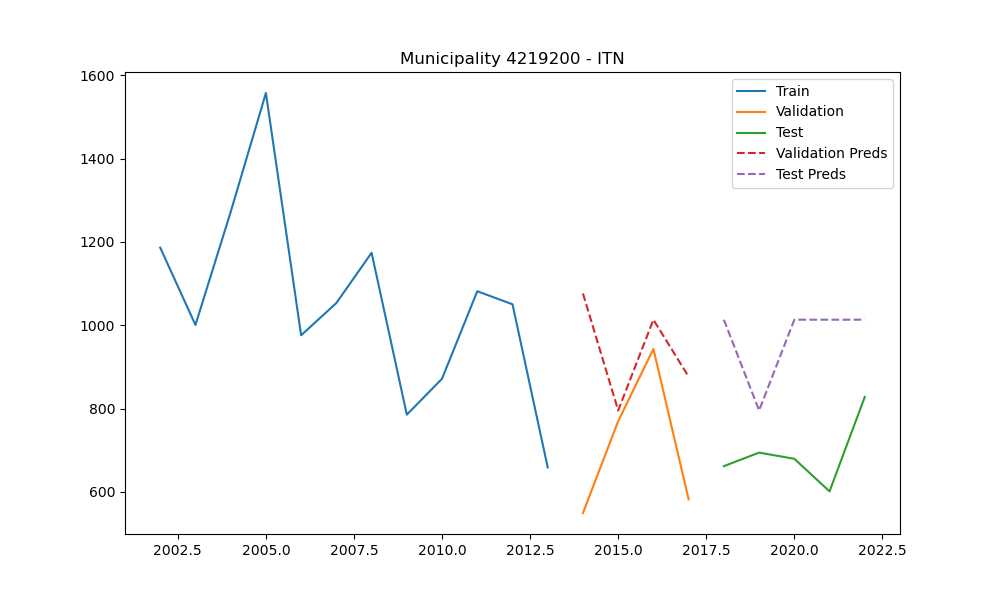 Municipality 4219200 - ITN
1600
1400
1200
1000
800
600
Train
Validation
Test
Validation Preds
Test Preds
2002.5 2005.0 2007.5 2010.0 2012.5 2015.0 2017.5 2020.0 2022.5